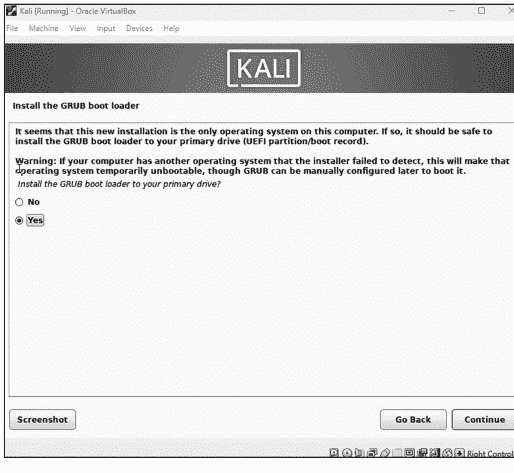 Kali [Running] - Oracle VirtualBox
File Machine View Input Devices Help
KALI
Install the GRUB boot loader
It seems that this new installation is the only operating system on this computer. If so, it should be safe to
install the GRUB boot loader to your primary drive (UEFI partition/boot record).
Warning: If your computer has another operating system that the installer failed to detect, this will make that
operating system temporarily unbootable, though GRUB can be manually configured later to boot it.
Install the GRUB boot loader to your primary drive?
No
Yes
Screenshot
Go Back
Continue
Right Control